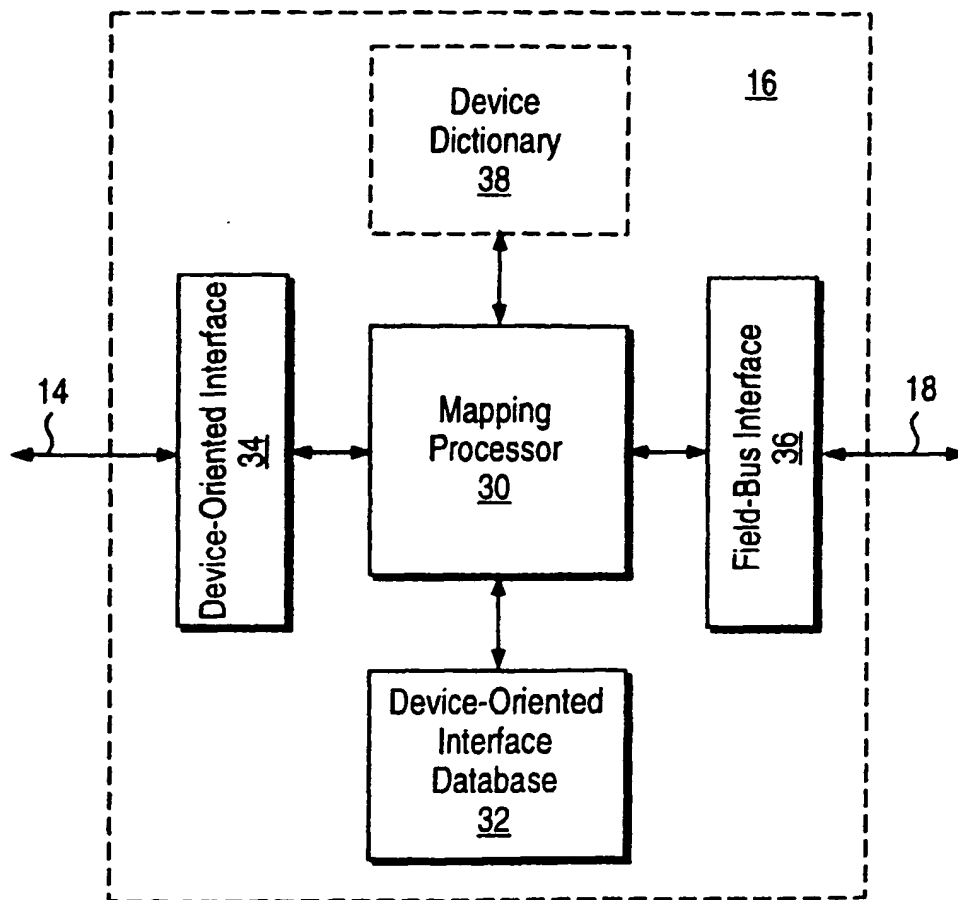 16
Device
Dictionary
38
14
Device-Oriented Interface
34
Mapping
Processor
30
Field-Bus Interface
36
18
Device-Oriented
Interface
Database
32